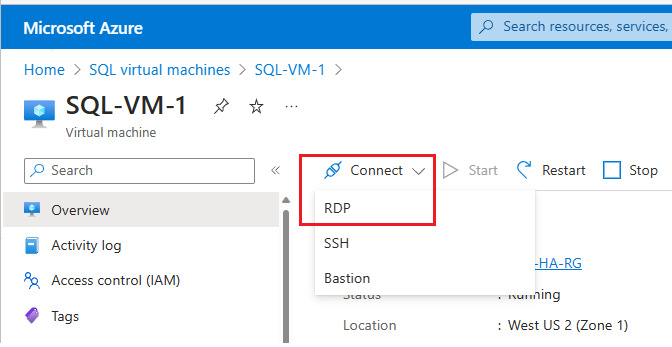 Microsoft Azure
Search resources, services,
Home > SQL virtual machines > SQL-VM-1 >
SQL-VM-1
Virtual machine
Search
Connect
Start
Restart
Stop
Overview
RDP
Activity log
SSH
-HA-RG
Access control (IAM)
Bastion
Status : Running
Tags
Location : West US 2 (Zone 1)